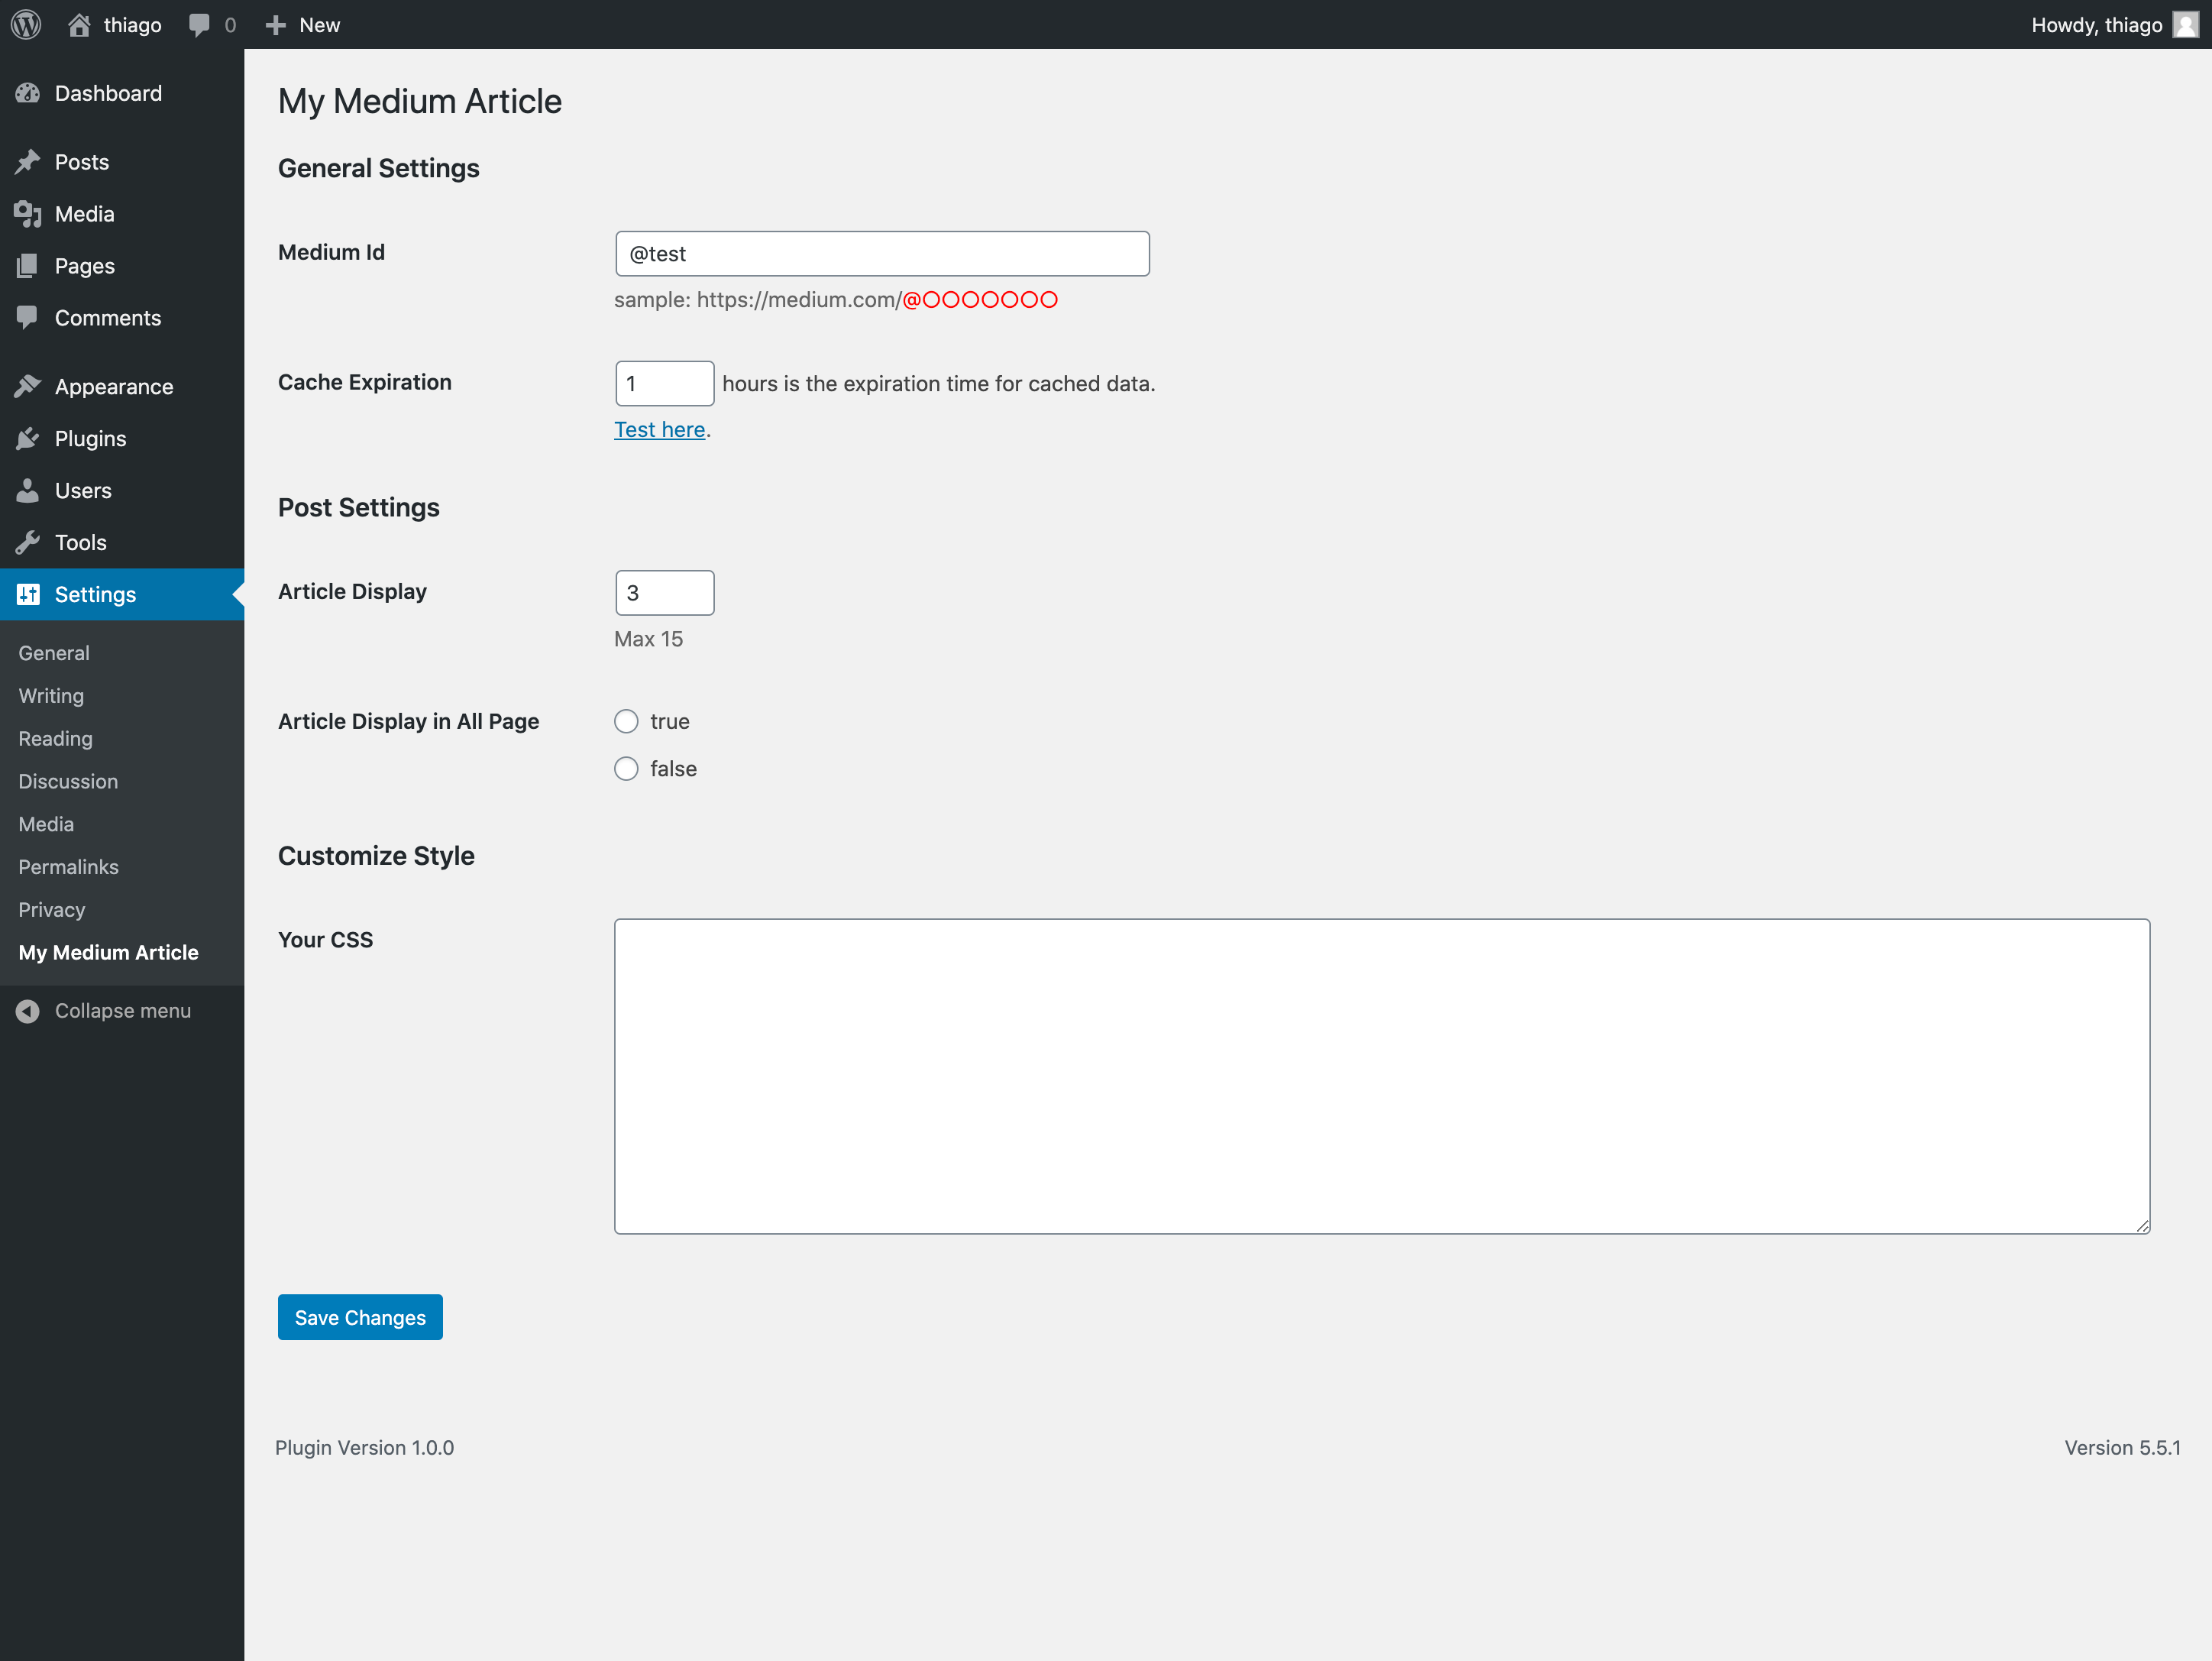 thiago 0 New Howdy, thiago
Dashboard
Posts
Media
Pages
Comments
Appearance
Plugins
Users
Tools
Settings
General
Writing
Reading
Discussion
Media
Permalinks
Privacy
My Medium Article
Collapse menu
My Medium Article
General Settings
Medium Id @test
sample: https://medium.com/@○○○○○○○
Cache Expiration 1 hours is the expiration time for cached data.
Test here.
Post Settings
Article Display 3
Max 15
Article Display in All Page true
false
Customize Style
Your CSS
Save Changes
Plugin Version 1.0.0 Version 5.5.1